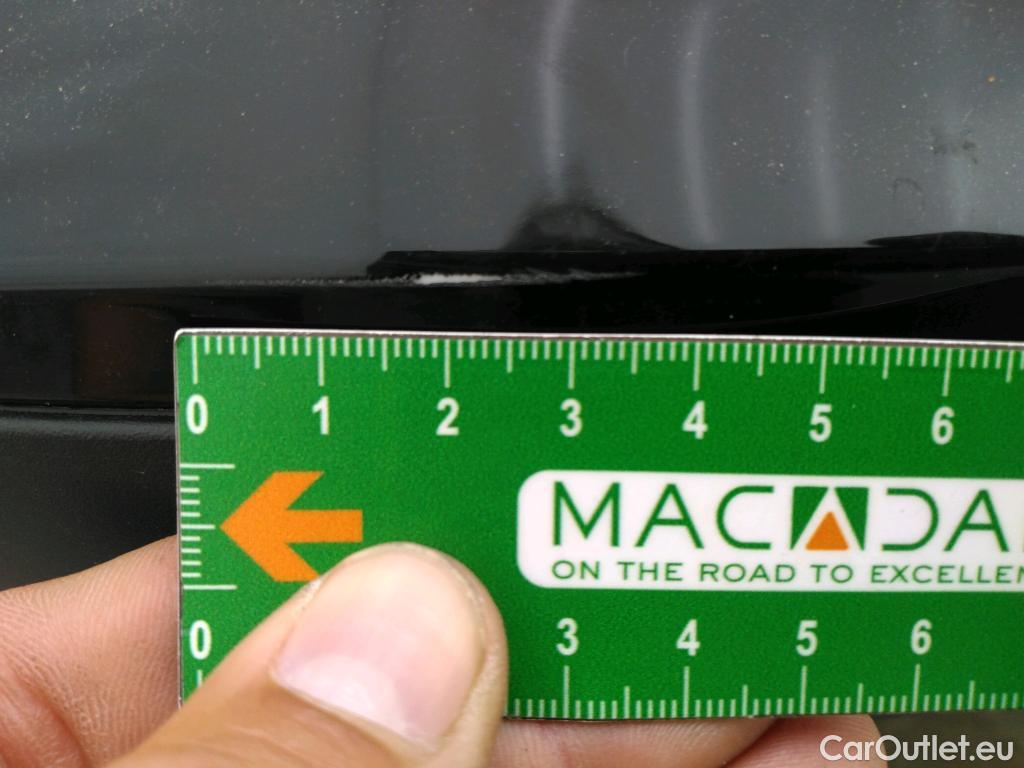 0 1 2 3 4 5 6
MACADA
ON THE ROAD TO EXCELLEN
0 3 4 5 6
CarOutlet.eu